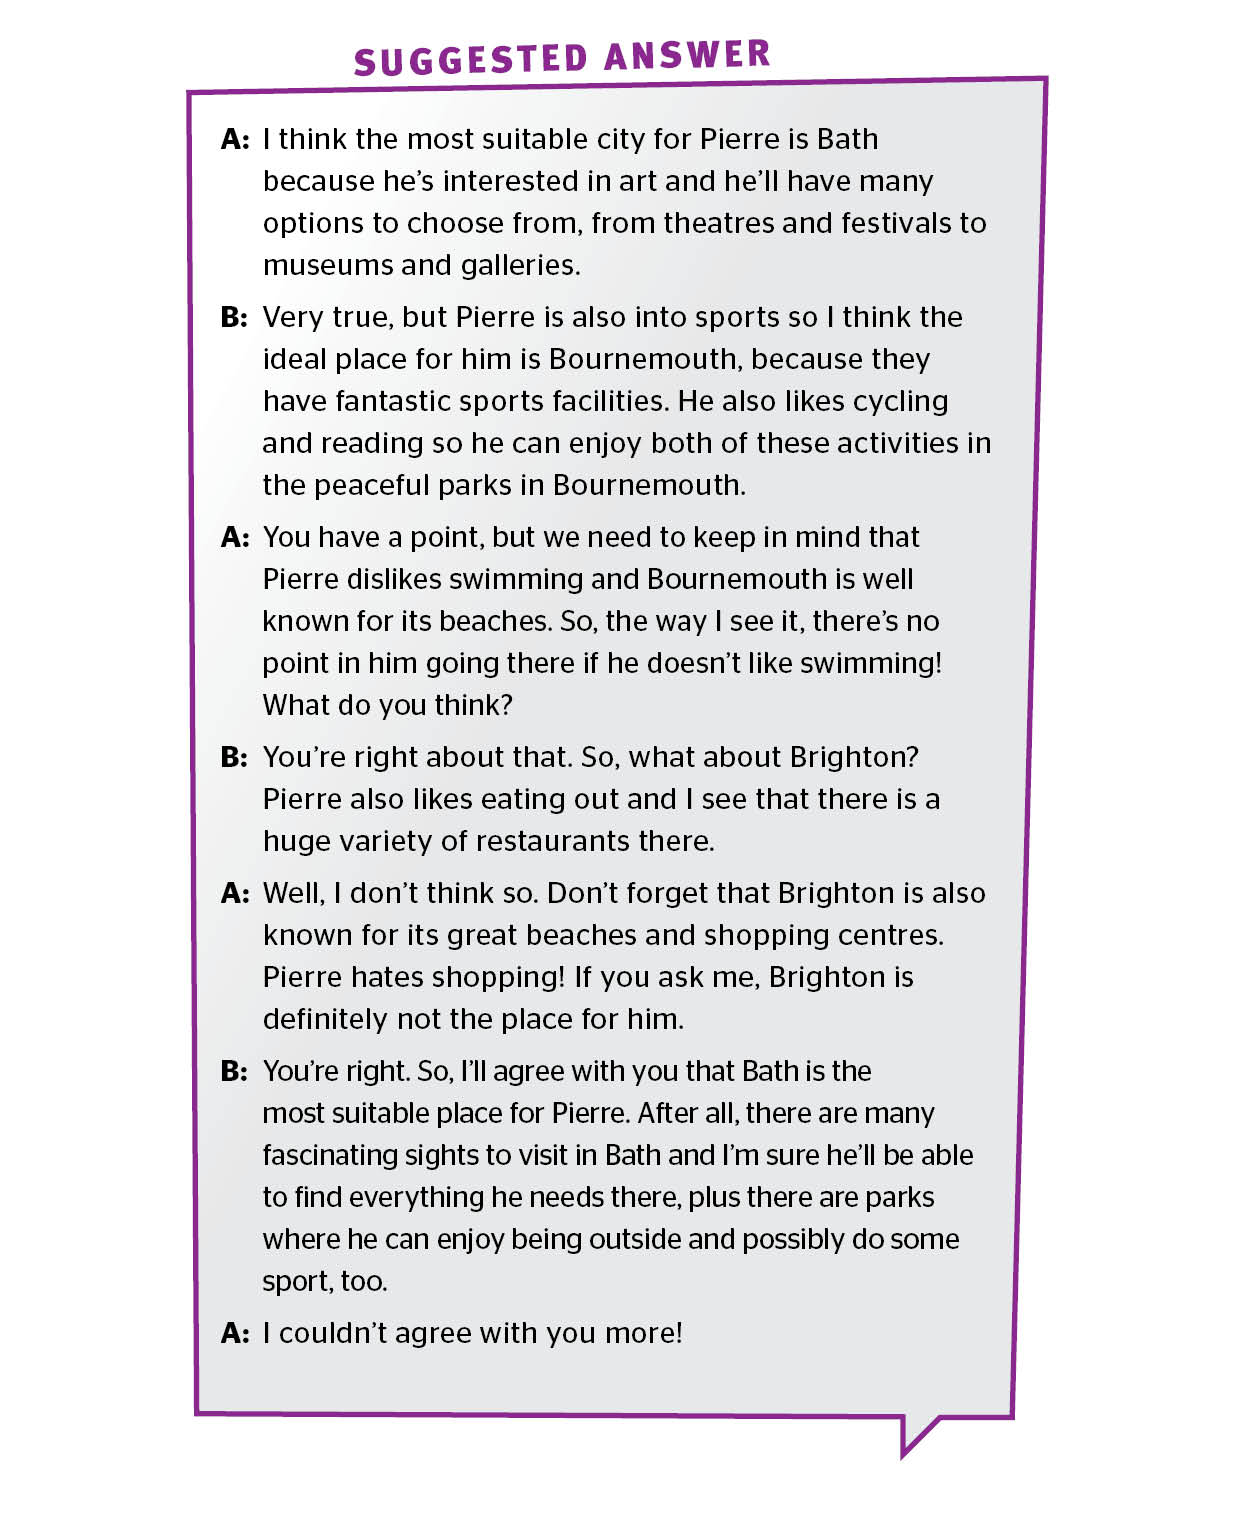 SUGGESTED ANSWER
A: I think the most suitable city for Pierre is Bath
because he’s interested in art and he’ll have many
options to choose from, from theatres and festivals to
museums and galleries.
B: Very true, but Pierre is also into sports so I think the
ideal place for him is Bournemouth, because they
have fantastic sports facilities. He also likes cycling
and reading so he can enjoy both of these activities in
the peaceful parks in Bournemouth.
A: You have a point, but we need to keep in mind that
Pierre dislikes swimming and Bournemouth is well
known for its beaches. So, the way I see it, there’s no
point in him going there if he doesn’t like swimming!
What do you think?
B: You’re right about that. So, what about Brighton?
Pierre also likes eating out and I see that there is a
huge variety of restaurants there.
A: Well, I don’t think so. Don’t forget that Brighton is also
known for its great beaches and shopping centres.
Pierre hates shopping! If you ask me, Brighton is
definitely not the place for him.
B: You’re right. So, I’ll agree with you that Bath is the
most suitable place for Pierre. After all, there are many
fascinating sights to visit in Bath and I’m sure he’ll be able
to find everything he needs there, plus there are parks
where he can enjoy being outside and possibly do some
sport, too.
A: I couldn’t agree with you more!